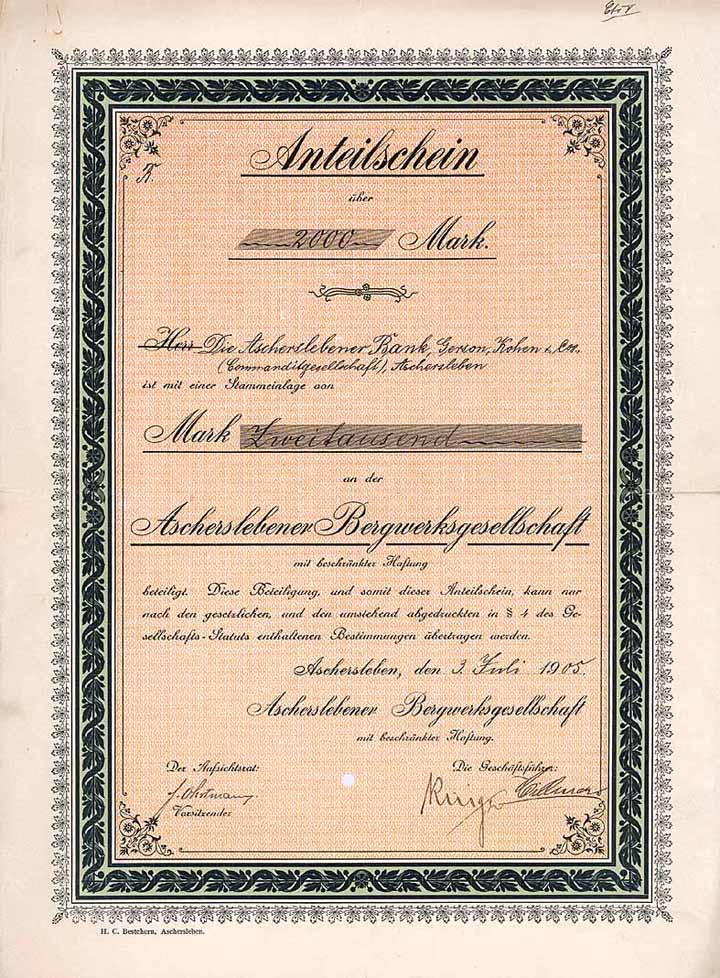 Anteilschein
über
2000 Mark.
Herr Die Ascherslebener Bank, Gerson, Kohen & Co.,
(Commanditgesellschaft), Aschersleben
ist mit einer Stammeinlage von
Mark Zweitausend
an der
Ascherslebener Bergwerksgesellschaft
mit beschränkter Haftung
beteiligt. Diese Beteiligung, und somit dieser Anteilschein, kann nur
nach den gesetzlichen, und den umstehend abgedruckten in § 4 des Ge-
sellschafts-Statuts enthaltenen Bestimmungen übertragen werden.
Aschersleben, den 3. Juli 1905.
Ascherslebener Bergwerksgesellschaft
mit beschränkter Haftung.
Der Aufsichtsrat:
Vorsitzender
Die Geschäftsführer:
H. C. Bestehorn, Aschersleben.